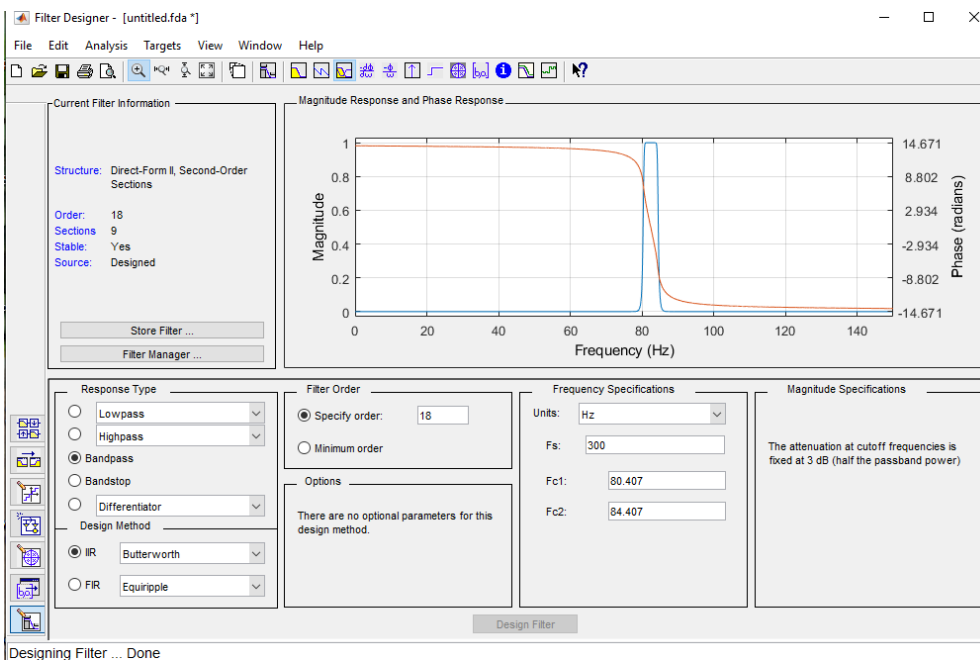 Filter Designer - [untitled.fda *]
File Edit Analysis Targets View Window Help
Current Filter Information
Structure: Direct-Form II, Second-Order
Sections
Order: 18
Sections 9
Stable: Yes
Source: Designed
Store Filter ...
Filter Manager ...
Magnitude Response and Phase Response
1
0.8
0.6
0.4
0.2
0
Magnitude
14.671
8.802
2.934
-2.934
-8.802
-14.671
Phase (radians)
0 20 40 60 80 100 120 140
Frequency (Hz)
Response Type
Lowpass
Highpass
Bandpass
Bandstop
Differentiator
Design Method
IIR Butterworth
FIR Equiripple
Filter Order
Specify order: 18
Minimum order
Options
There are no optional parameters for this
design method.
Frequency Specifications
Units: Hz
Fs: 300
Fc1: 80.407
Fc2: 84.407
Magnitude Specifications
The attenuation at cutoff frequencies is
fixed at 3 dB (half the passband power)
Design Filter
Designing Filter ... Done